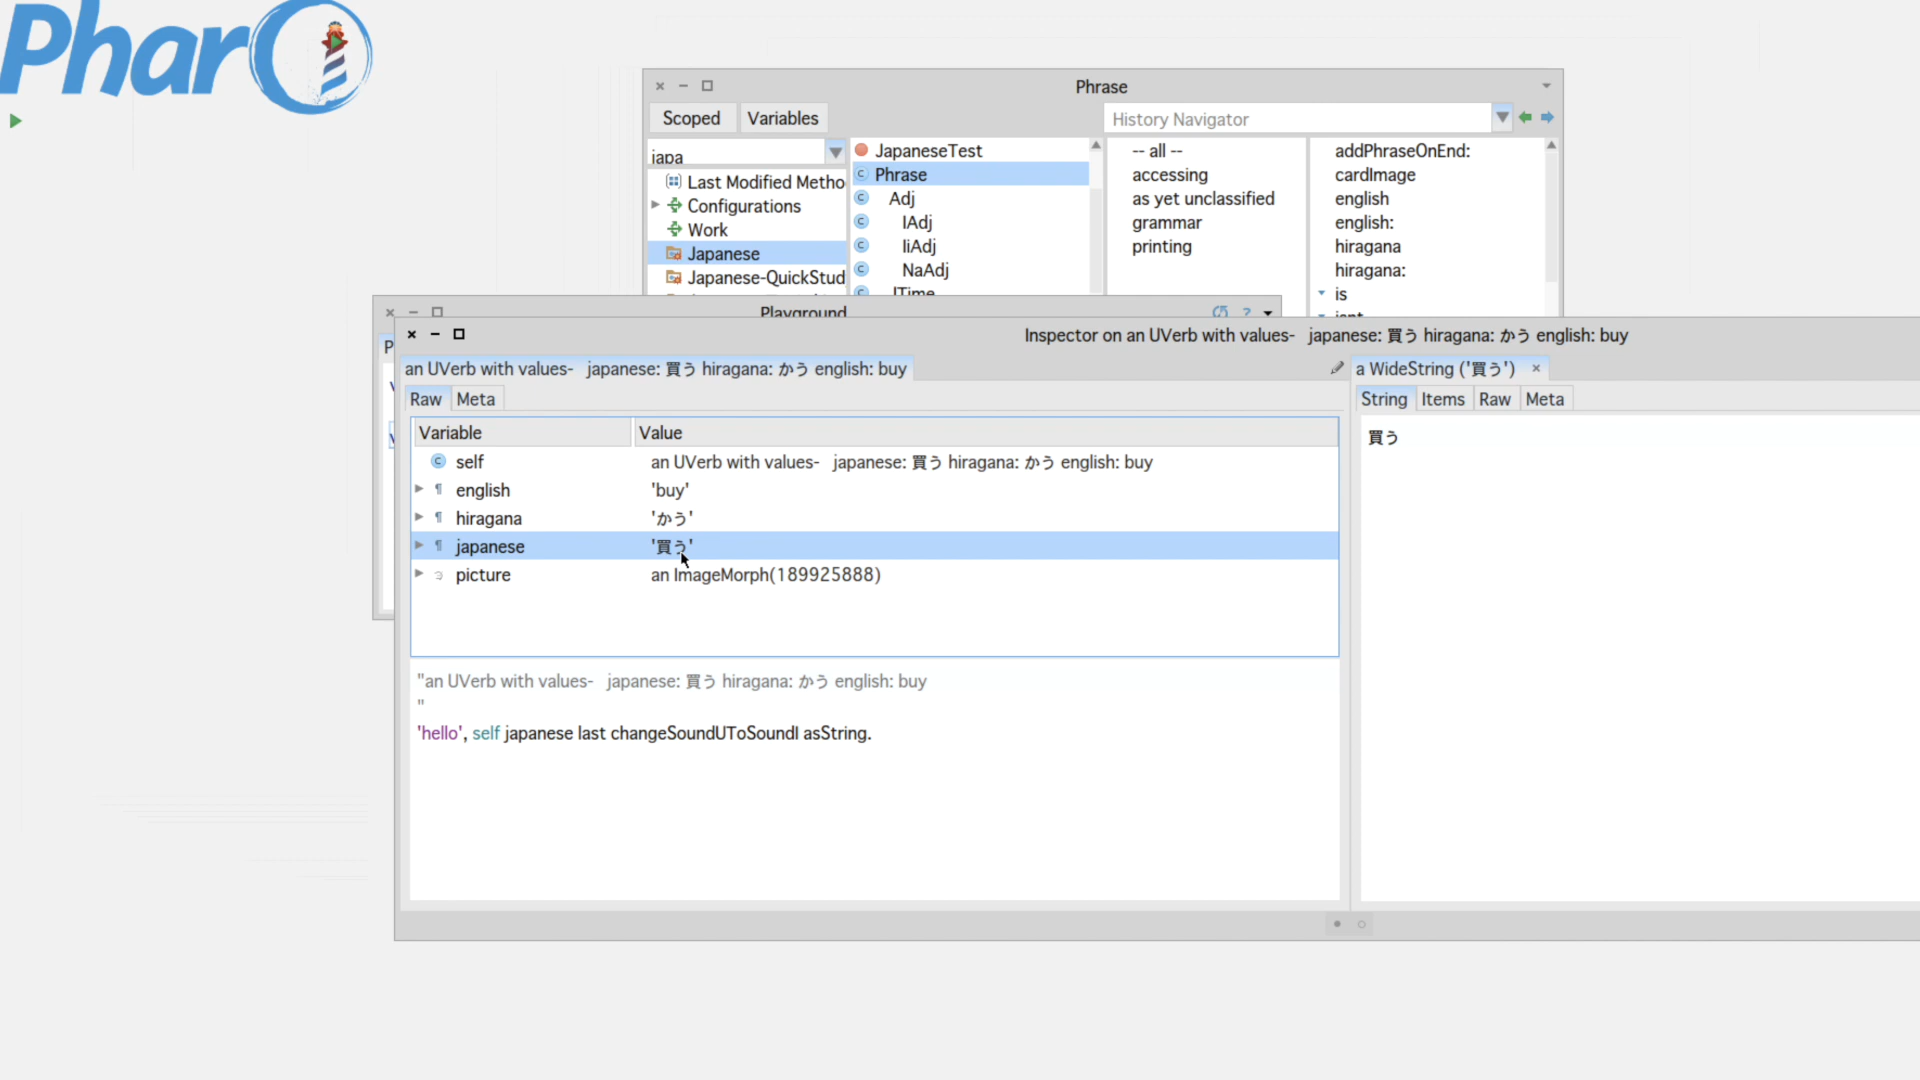 Pharo
Phrase
Scoped Variables
History Navigator
japa
Last Modified Metho
Configurations
Work
Japanese
Japanese-QuickStud
JapaneseTest
Phrase
Adj
IAdj
IiAdj
NaAdj
JTime
-- all --
accessing
as yet unclassified
grammar
printing
addPhraseOnEnd:
cardImage
english
english:
hiragana
hiragana:
is
isnt
Playground
?
P
Inspector on an UVerb with values- japanese: 買う hiragana: かう english: buy
an UVerb with values- japanese: 買う hiragana: かう english: buy
Raw Meta
Variable Value
self an UVerb with values- japanese: 買う hiragana: かう english: buy
english 'buy'
hiragana 'かう'
japanese '買う'
picture an ImageMorph(189925888)
"an UVerb with values- japanese: 買う hiragana: かう english: buy
"
'hello', self japanese last changeSoundUToSoundI asString.
a WideString ('買う')
String Items Raw Meta
買う